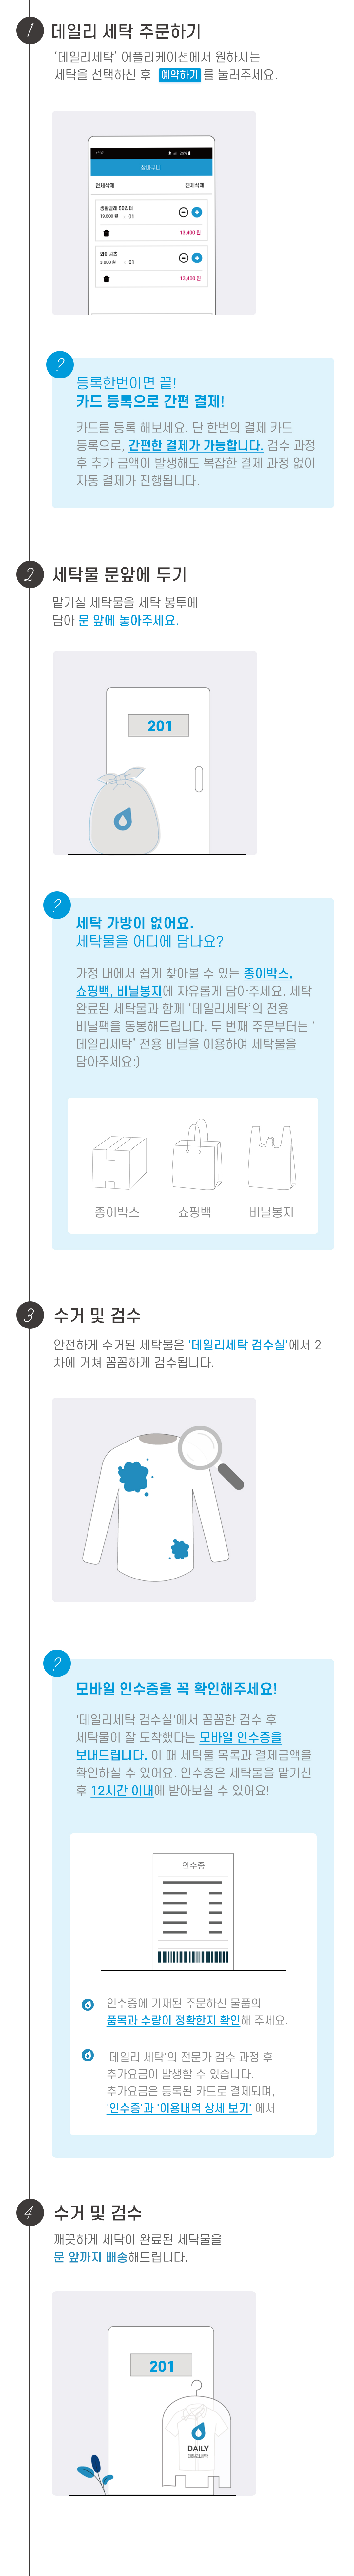 1 데일리 세탁 주문하기
'데일리세탁' 어플리케이션에서 원하시는
세탁을 선택하신 후 예약하기 를 눌러주세요.
장바구니
전체삭제 전체삭제
생활빨래 50리터
01
13,400 원
와이셔츠
01
13,400 원
?
등록한번이면 끝!
카드 등록으로 간편 결제!
카드를 등록 해보세요. 단 한번의 결제 카드
등록으로, 간편한 결제가 가능합니다. 검수 과정
후 추가 금액이 발생해도 복잡한 결제 과정 없이
자동 결제가 진행됩니다.
2 세탁물 문앞에 두기
맡기실 세탁물을 세탁 봉투에
담아 문 앞에 놓아주세요.
201
?
세탁 가방이 없어요.
세탁물을 어디에 담나요?
가정 내에서 쉽게 찾아볼 수 있는 종이박스,
쇼핑백, 비닐봉지에 자유롭게 담아주세요. 세탁
완료된 세탁물과 함께 '데일리세탁'의 전용
비닐팩을 동봉해드립니다. 두 번째 주문부터는 '
데일리세탁' 전용 비닐을 이용하여 세탁물을
담아주세요:)
종이박스 쇼핑백 비닐봉지
3 수거 및 검수
안전하게 수거된 세탁물은 '데일리세탁 검수실'에서 2
차에 거쳐 꼼꼼하게 검수됩니다.
?
모바일 인수증을 꼭 확인해주세요!
'데일리세탁 검수실'에서 꼼꼼한 검수 후
세탁물이 잘 도착했다는 모바일 인수증을
보내드립니다. 이 때 세탁물 목록과 결제금액을
확인하실 수 있어요. 인수증은 세탁물을 맡기신
후 12시간 이내에 받아보실 수 있어요!
인수증
인수증에 기재된 주문하신 물품의
품목과 수량이 정확한지 확인해 주세요.
'데일리 세탁'의 전문가 검수 과정 후
추가요금이 발생할 수 있습니다.
추가요금은 등록된 카드로 결제되며,
'인수증'과 '이용내역 상세 보기' 에서
4 수거 및 검수
깨끗하게 세탁이 완료된 세탁물을
문 앞까지 배송해드립니다.
201
DAILY